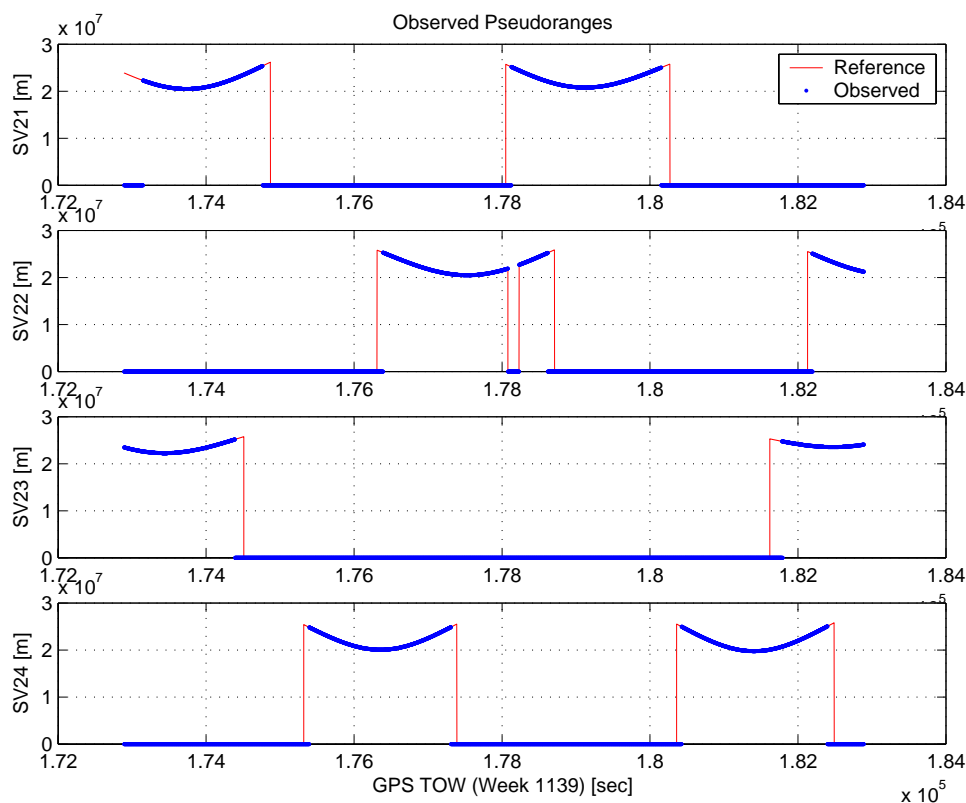 Observed Pseudoranges
x 10^7
3
2
1
0
SV21 [m]
Reference
Observed
1.72 1.74 1.76 1.78 1.8 1.82 1.84
x 10^7
3
2
1
0
SV22 [m]
1.72 1.74 1.76 1.78 1.8 1.82 1.84
x 10^7
3
2
1
0
SV23 [m]
1.72 1.74 1.76 1.78 1.8 1.82 1.84
x 10^7
3
2
1
0
SV24 [m]
1.72 1.74 1.76 1.78 1.8 1.82 1.84
GPS TOW (Week 1139) [sec]
x 10^5